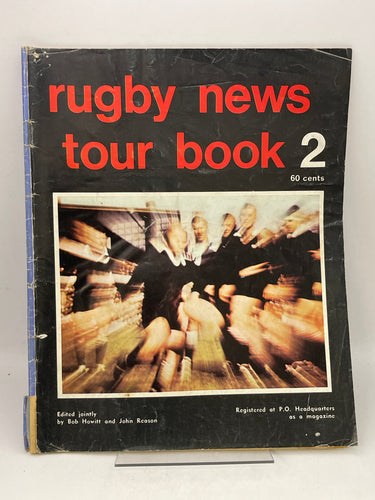 rugby news
tour book 2
60 cents
Edited jointly
by Bob Howitt and John Reason
Registered at P.O. Headquarters
as a magazine